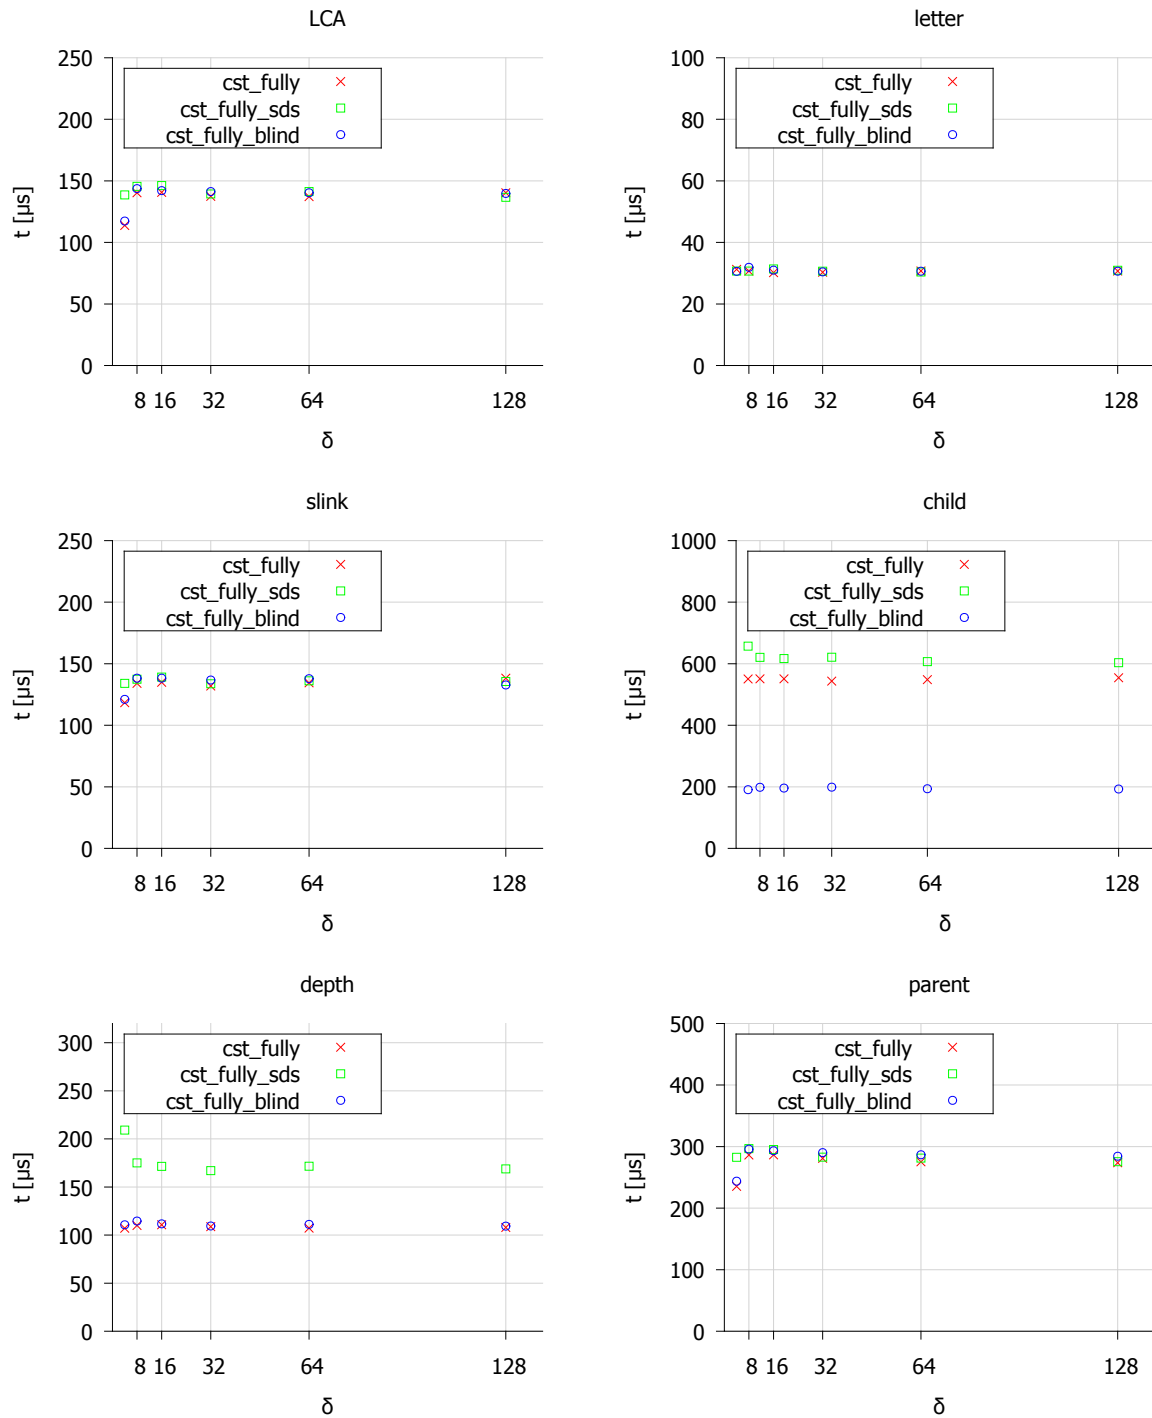 LCA
250
200
150
100
50
0
t [μs]
cst_fully
cst_fully_sds
cst_fully_blind
8 16 32 64 128
δ
letter
100
80
60
40
20
0
t [μs]
cst_fully
cst_fully_sds
cst_fully_blind
8 16 32 64 128
δ
slink
250
200
150
100
50
0
t [μs]
cst_fully
cst_fully_sds
cst_fully_blind
8 16 32 64 128
δ
child
1000
800
600
400
200
0
t [μs]
cst_fully
cst_fully_sds
cst_fully_blind
8 16 32 64 128
δ
depth
300
250
200
150
100
50
0
t [μs]
cst_fully
cst_fully_sds
cst_fully_blind
8 16 32 64 128
δ
parent
500
400
300
200
100
0
t [μs]
cst_fully
cst_fully_sds
cst_fully_blind
8 16 32 64 128
δ